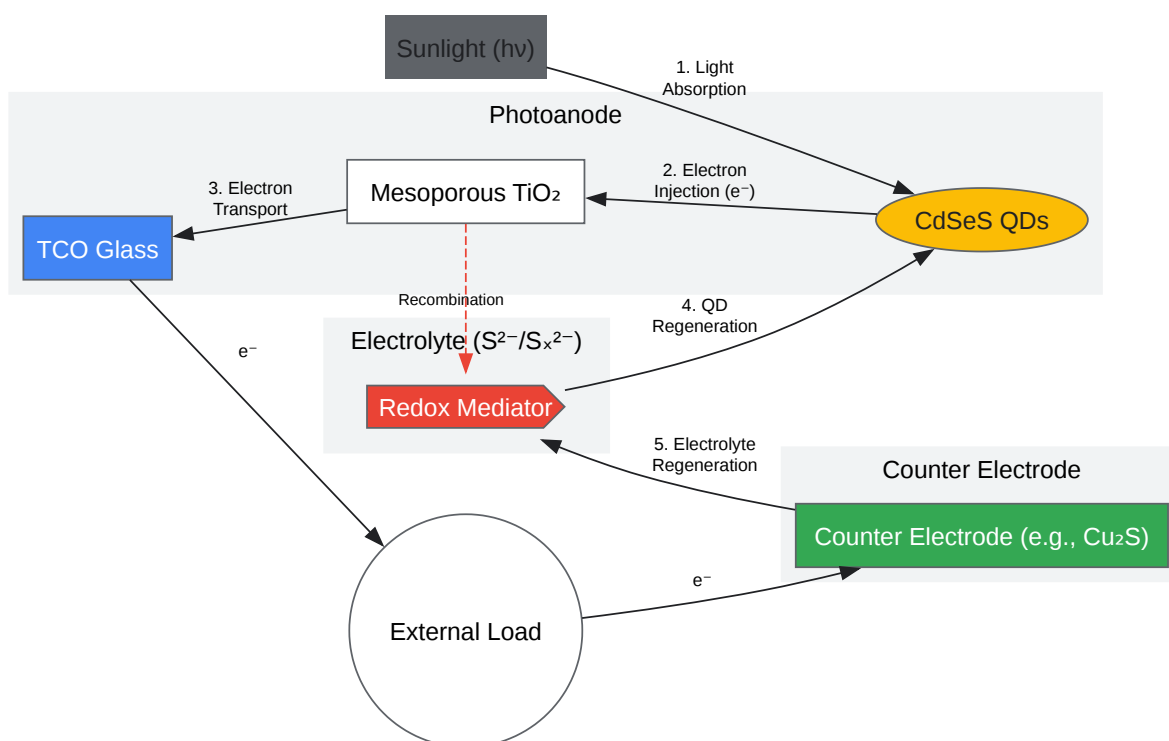 Sunlight (hν)
1. Light
Absorption
Photoanode
2. Electron
Injection (e⁻)
Mesoporous TiO₂
3. Electron
Transport
CdSeS QDs
TCO Glass
Recombination
4. QD
Regeneration
Electrolyte (S²⁻/Sₓ²⁻)
e⁻
Redox Mediator
5. Electrolyte
Regeneration
Counter Electrode
Counter Electrode (e.g., Cu₂S)
e⁻
External Load